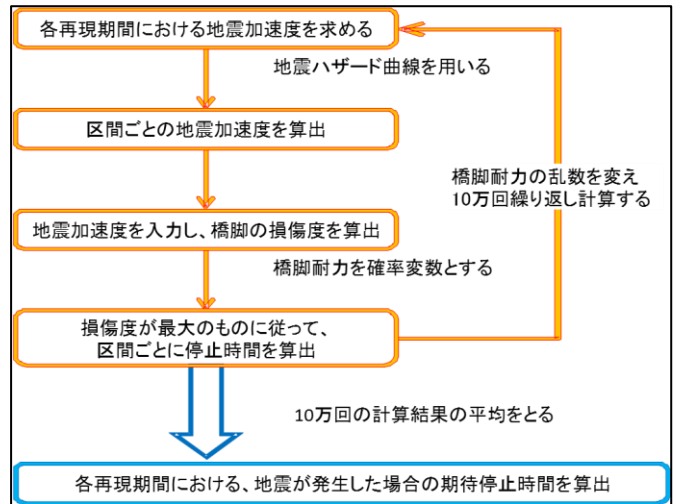 各再現期間における地震加速度を求める
地震ハザード曲線を用いる
区間ごとの地震加速度を算出
橋脚耐力の乱数を変え
10万回繰り返し計算する
地震加速度を入力し、橋脚の損傷度を算出
橋脚耐力を確率変数とする
損傷度が最大のものに従って、
区間ごとに停止時間を算出
10万回の計算結果の平均をとる
各再現期間における、地震が発生した場合の期待停止時間を算出